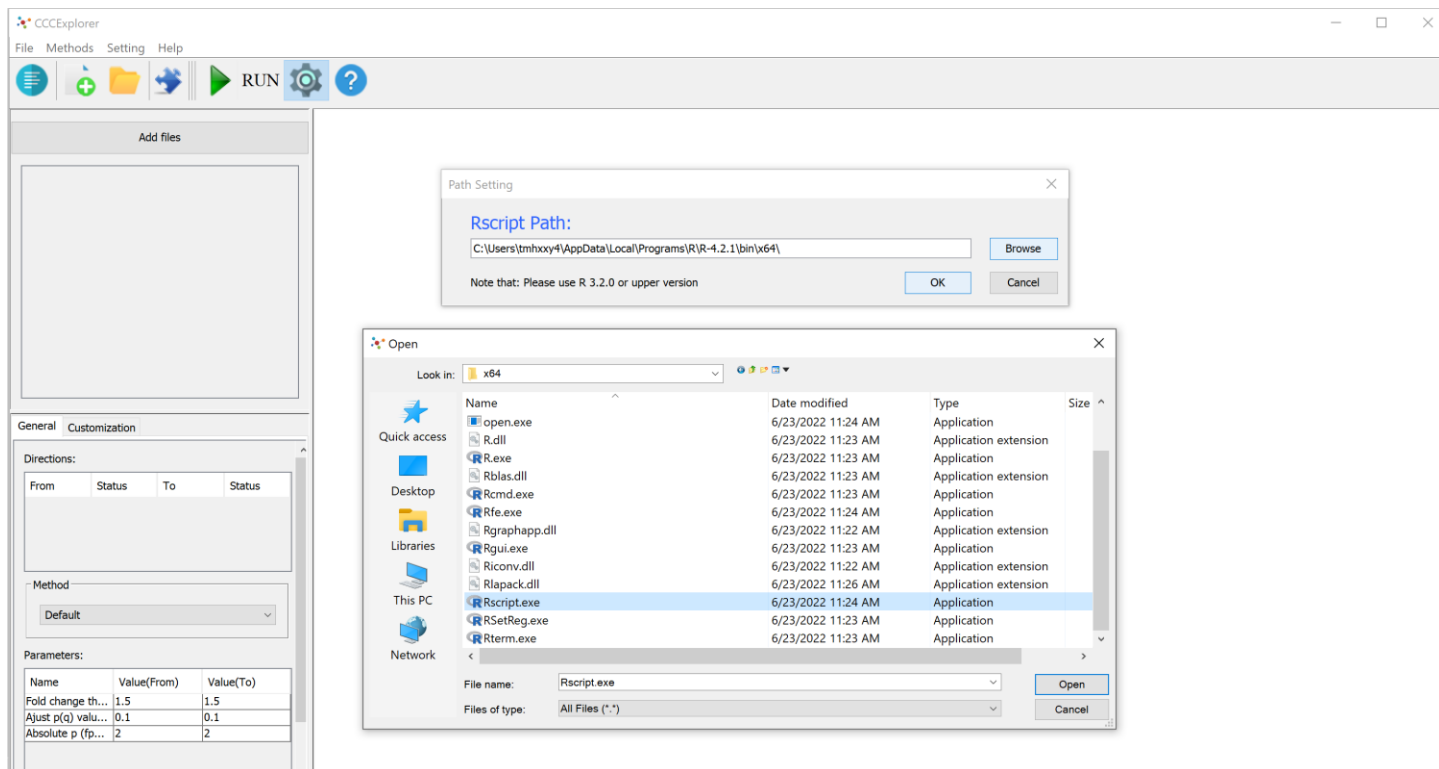 CCCExplorer
File Methods Setting Help
RUN
Add files
Path Setting
Rscript Path:
C:\Users\tmhxxy4\AppData\Local\Programs\R\R-4.2.1\bin\x64\ Browse
Note that: Please use R 3.2.0 or upper version OK Cancel
Open
Look in: x64
Name Date modified Type Size
open.exe 6/23/2022 11:24 AM Application
R.dll 6/23/2022 11:23 AM Application extension
R.exe 6/23/2022 11:23 AM Application
Rblas.dll 6/23/2022 11:23 AM Application extension
Rcmd.exe 6/23/2022 11:23 AM Application
Rfe.exe 6/23/2022 11:24 AM Application
Rgraphapp.dll 6/23/2022 11:22 AM Application extension
Rgui.exe 6/23/2022 11:23 AM Application
Riconv.dll 6/23/2022 11:22 AM Application extension
Rlapack.dll 6/23/2022 11:26 AM Application extension
Rscript.exe 6/23/2022 11:24 AM Application
RSetReg.exe 6/23/2022 11:23 AM Application
Rterm.exe 6/23/2022 11:23 AM Application
Quick access
Desktop
Libraries
This PC
Network
File name: Rscript.exe Open
Files of type: All Files (*.*) Cancel
General Customization
Directions:
From Status To Status
Method
Default
Parameters:
Name Value(From) Value(To)
Fold change th... 1.5 1.5
Ajust p(q) valu... 0.1 0.1
Absolute p (fp... 2 2